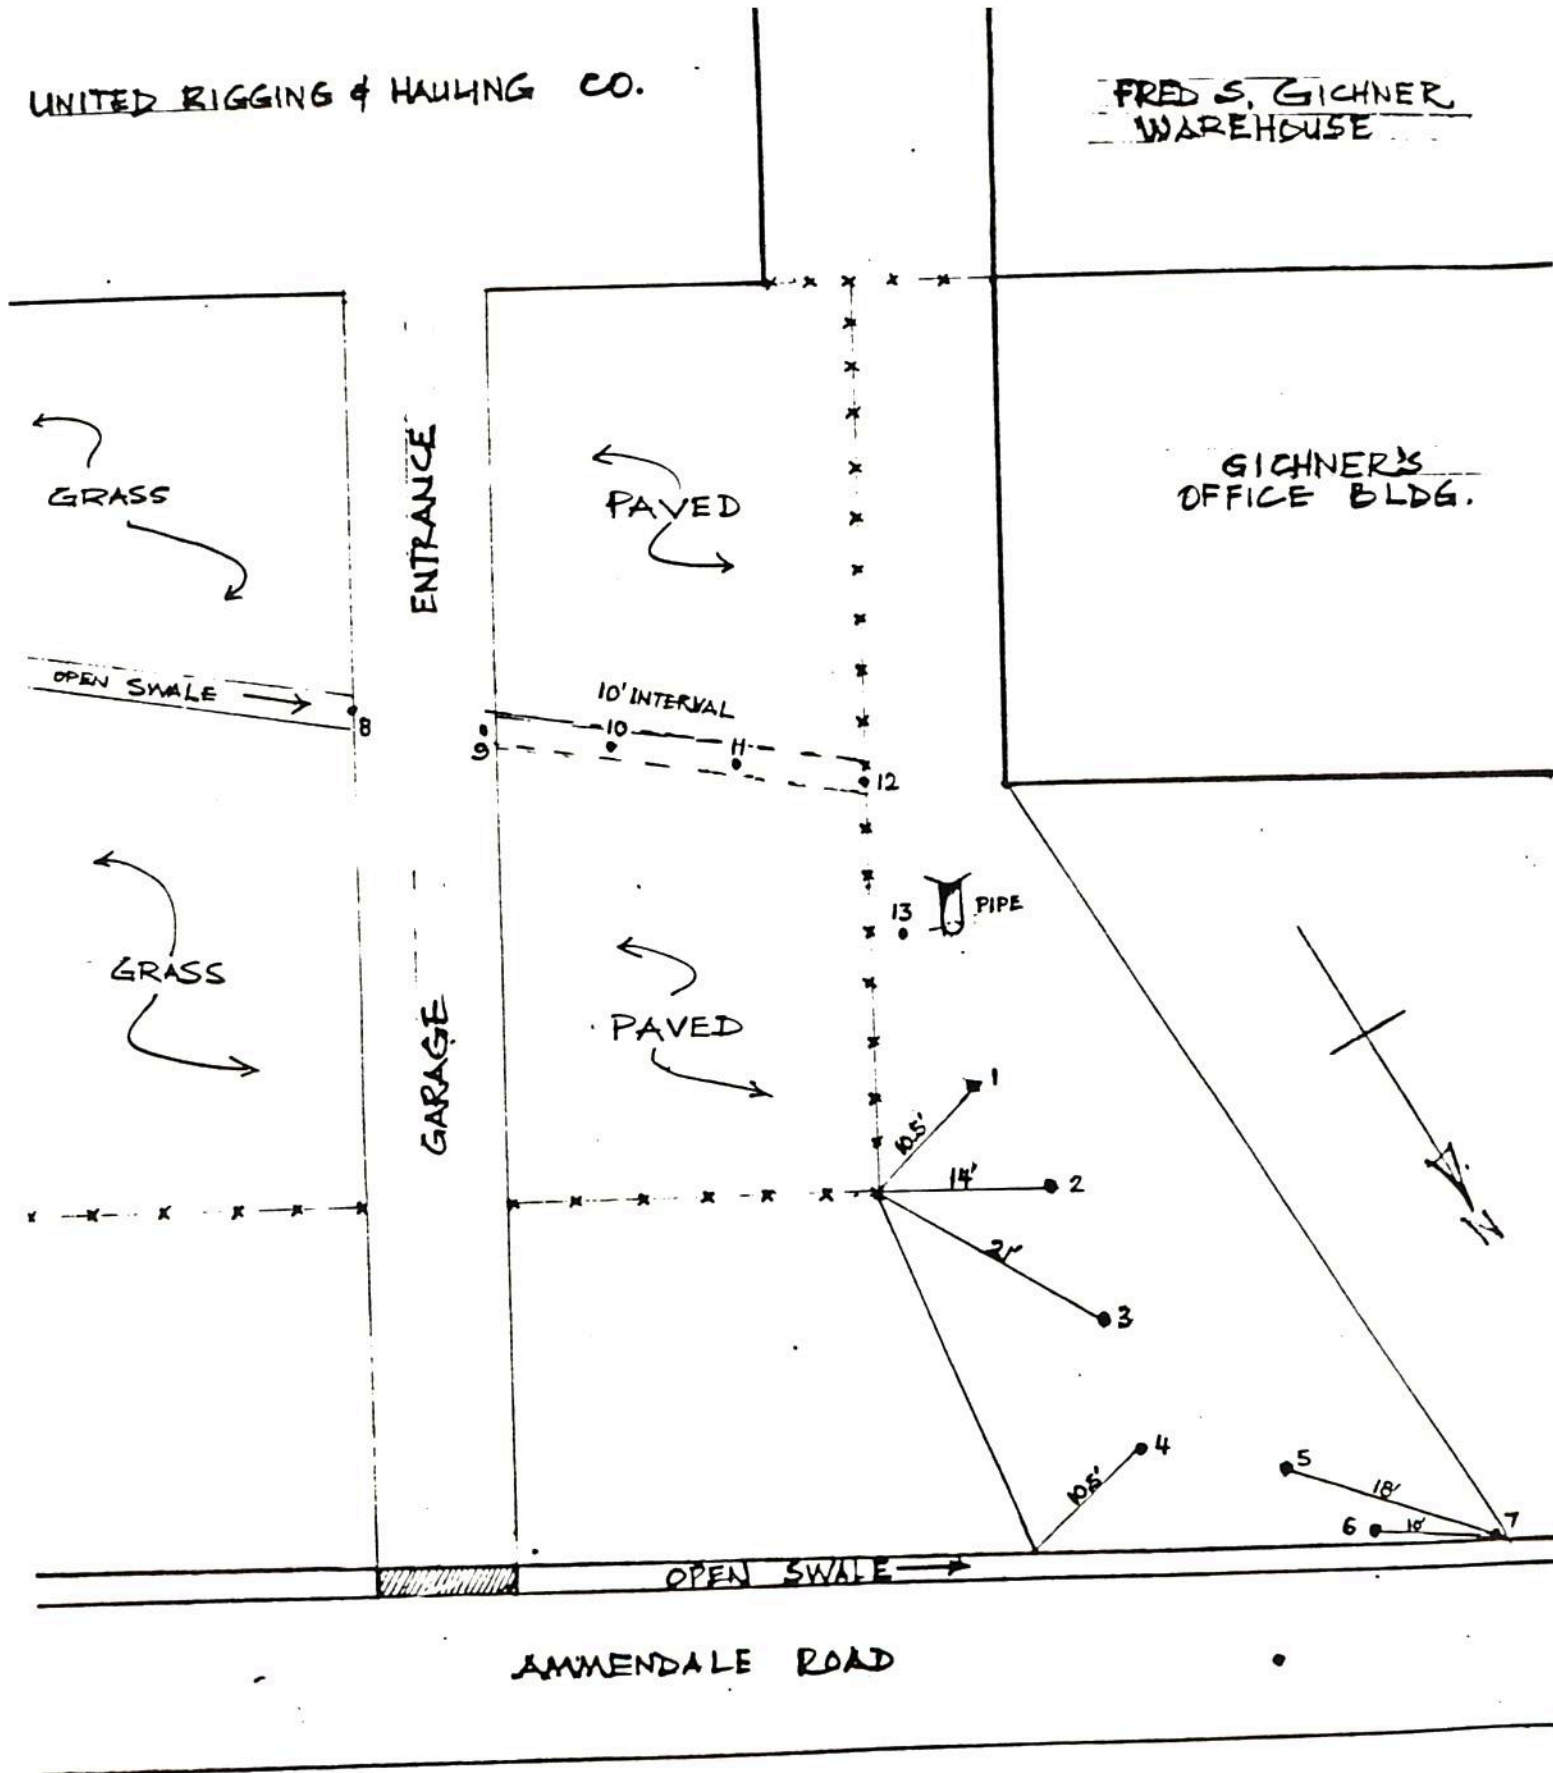 UNITED RIGGING & HAULING CO.
FRED S. GICHNER
WAREHOUSE
GRASS
ENTRANCE
PAVED
GICHNER'S
OFFICE BLDG.
OPEN SWALE
10' INTERVAL
8
9
10
11
12
13
PIPE
GRASS
GARAGE
PAVED
1
10.5'
14'
2
21'
3
N
4
10.5'
5
18'
6
10'
7
OPEN SWALE
AMMENDALE ROAD